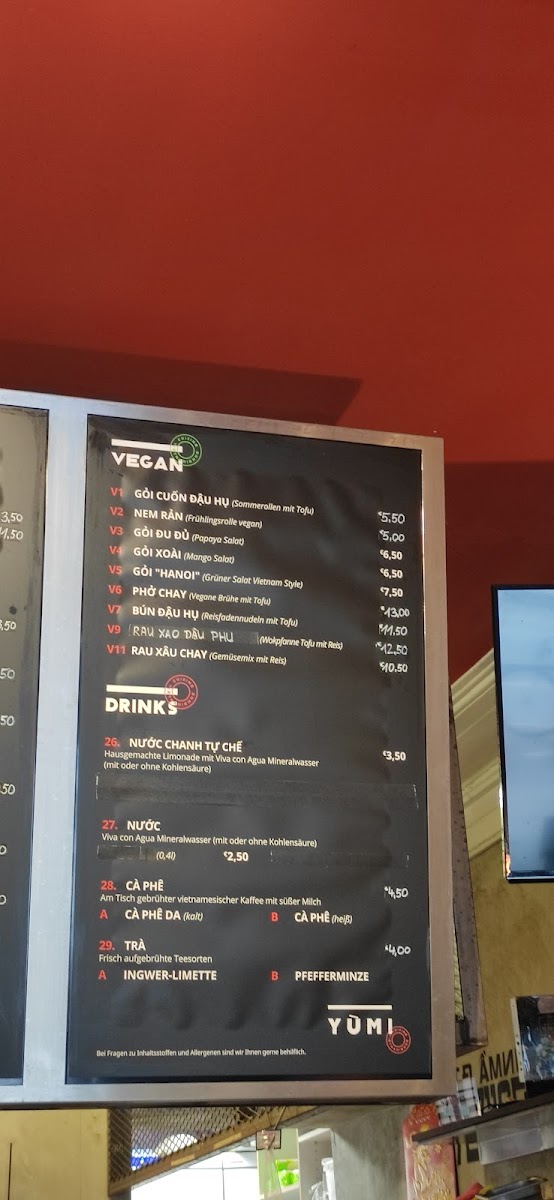 3,50
4,50
VEGAN
V1 GỎI CUỐN ĐẬU HỤ (Sommerrollen mit Tofu) €5,50
V2 NEM RÁN (Frühlingsrolle vegan) €5,00
V3 GỎI ĐU ĐỦ (Papaya Salat) €6,50
V4 GỎI XOÀI (Mango Salat) €6,50
V5 GỎI "HANOI" (Grüner Salat Vietnam Style) €7,50
V6 PHỞ CHAY (Vegane Brühe mit Tofu) €13,00
V7 BÚN ĐẬU HỤ (Reisfadennudeln mit Tofu) €11,50
V9 RAU XAO DẬU PHU (Wokpfanne Tofu mit Reis) €12,50
V11 RAU XÂU CHAY (Gemüsemix mit Reis) €10,50
DRINKS
26. NƯỚC CHANH TỰ CHẾ €3,50
Hausgemachte Limonade mit Viva con Agua Mineralwasser
(mit oder ohne Kohlensäure)
27. NƯỚC
Viva con Agua Mineralwasser (mit oder ohne Kohlensäure)
(0,4l) €2,50
28. CÀ PHÊ €4,50
Am Tisch gebrühter vietnamesischer Kaffee mit süßer Milch
A CÀ PHÊ DA (kalt) B CÀ PHÊ (heiß)
29. TRÀ €4,00
Frisch aufgebrühte Teesorten
A INGWER-LIMETTE B PFEFFERMINZE
YÙMI
Bei Fragen zu Inhaltsstoffen und Allergenen sind wir Ihnen gerne behilflich.